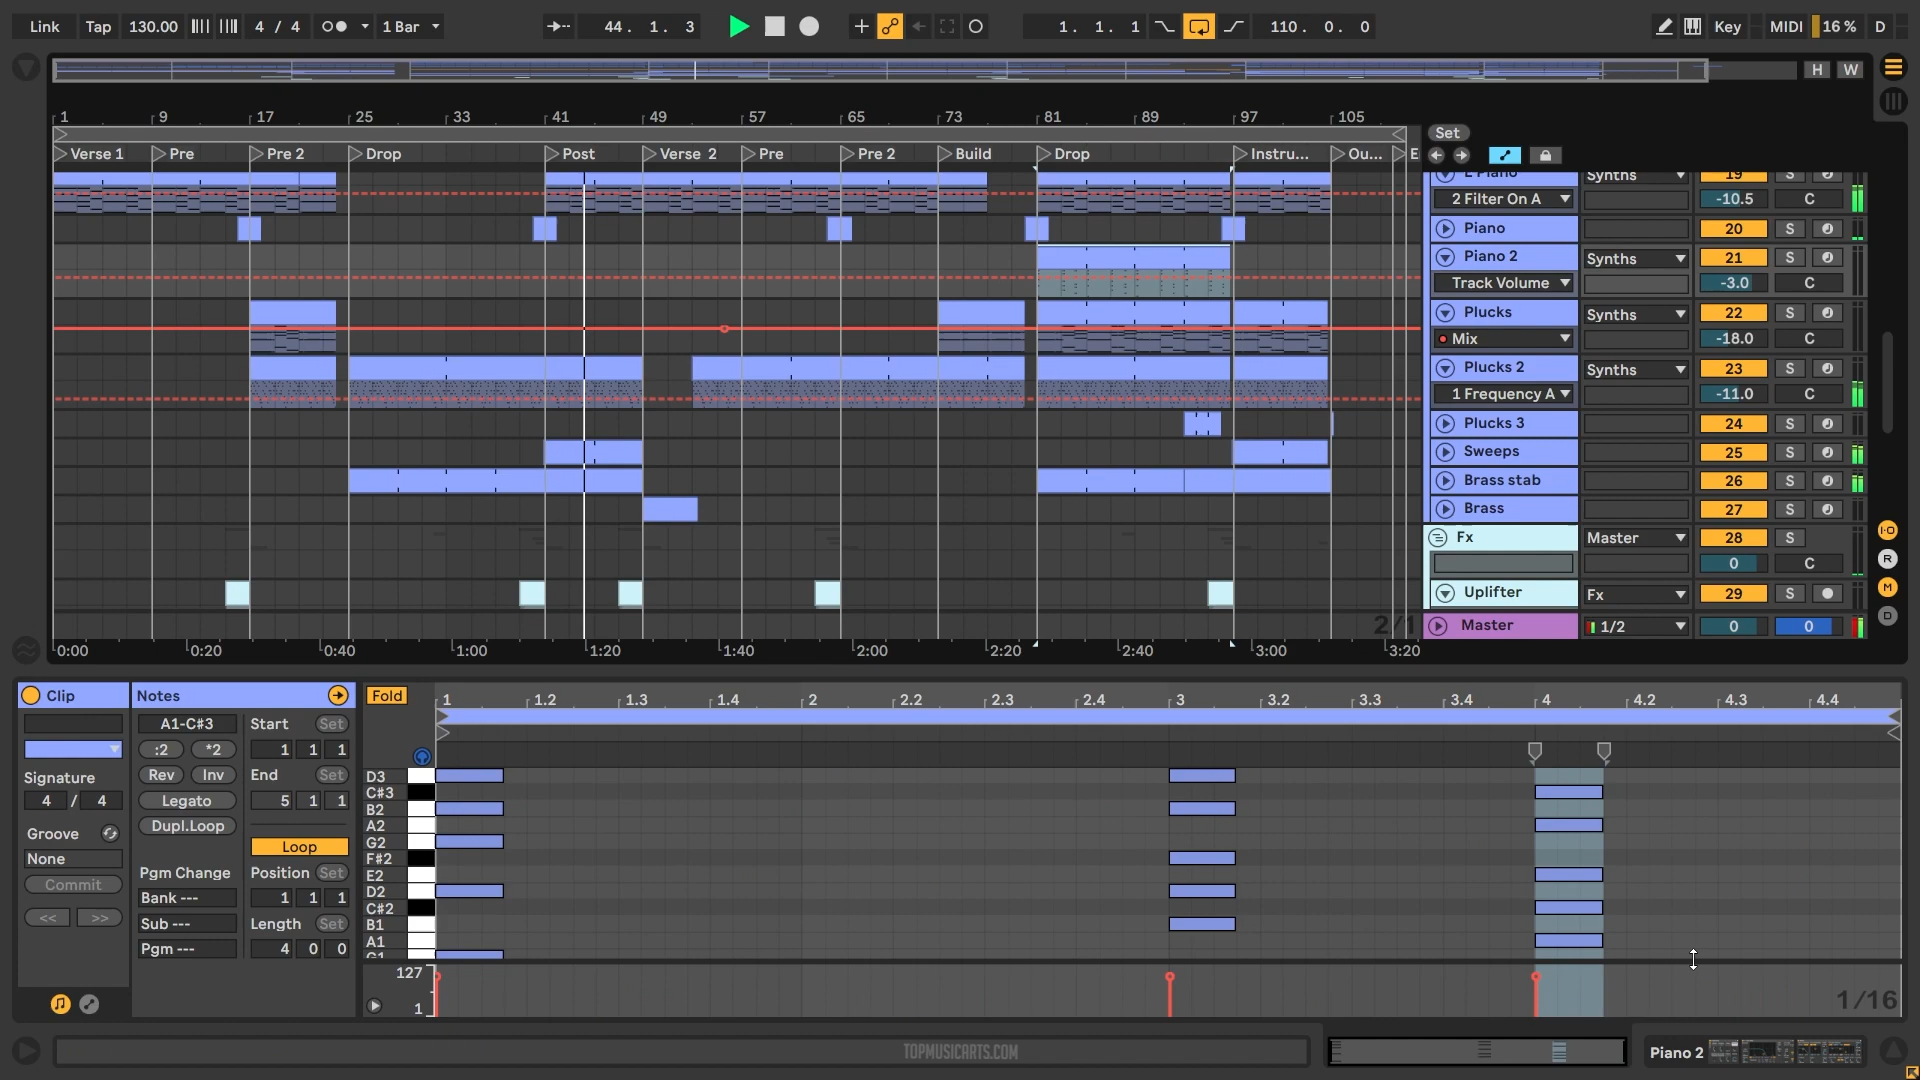 Link Tap 130.00 4 / 4 1 Bar 44. 1. 3 1. 1. 1 110. 0. 0 Key MIDI 16 % D
H W
1 9 17 25 33 41 49 57 65 73 81 89 97 105 Set
Verse 1 Pre Pre 2 Drop Post Verse 2 Pre Pre 2 Build Drop Instru... Ou... E
E Piano Synths 19 S
2 Filter On A -10.5 C
Piano 20 S
Piano 2 Synths 21 S
Track Volume -3.0 C
Plucks Synths 22 S
Mix -18.0 C
Plucks 2 Synths 23 S
1 Frequency A -11.0 C
Plucks 3 24 S
Sweeps 25 S
Brass stab 26 S
Brass 27 S
Fx Master 28 S
0 C
Uplifter Fx 29 S
I·O
R
M
D
2/1 Master 1/2 0 0
0:00 0:20 0:40 1:00 1:20 1:40 2:00 2:20 2:40 3:00 3:20
Clip Notes Fold 1 1.2 1.3 1.4 2 2.2 2.3 2.4 3 3.2 3.3 3.4 4 4.2 4.3 4.4
A1-C#3 Start Set
:2 *2 1 1 1
Signature Rev Inv End Set
4 / 4 Legato 5 1 1
Dupl.Loop
Groove Loop
None
Commit Pgm Change Position Set
Bank --- 1 1 1
<< >> Sub --- Length Set
Pgm --- 4 0 0
D3
C#3
B2
A2
G2
F#2
E2
D2
C#2
B1
A1
G1
127
1 1/16
TOPMUSICARTS.COM Piano 2